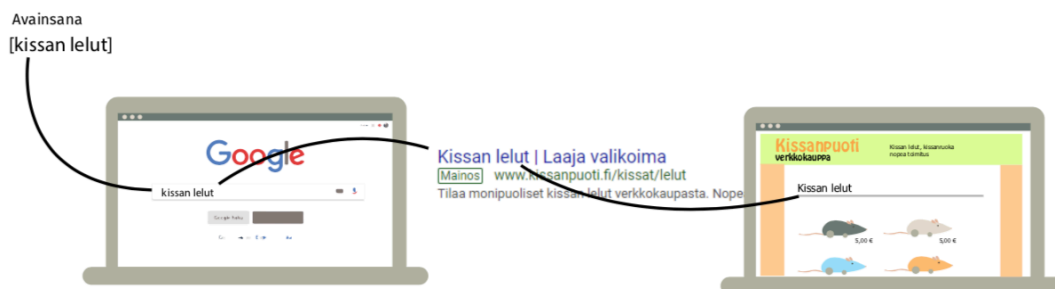 Avainsana
[kissan lelut]
Google
kissan lelut
Kissan lelut | Laaja valikoima
Mainos www.kissanpuoti.fi/kissat/lelut
Tilaa monipuoliset kissan lelut verkkokaupasta. Nope
Kissanpuoti
verkkokauppa
Kissan lelut, kissanruoka
nopea toimitus
Kissan lelut
5,00 €
5,00 €